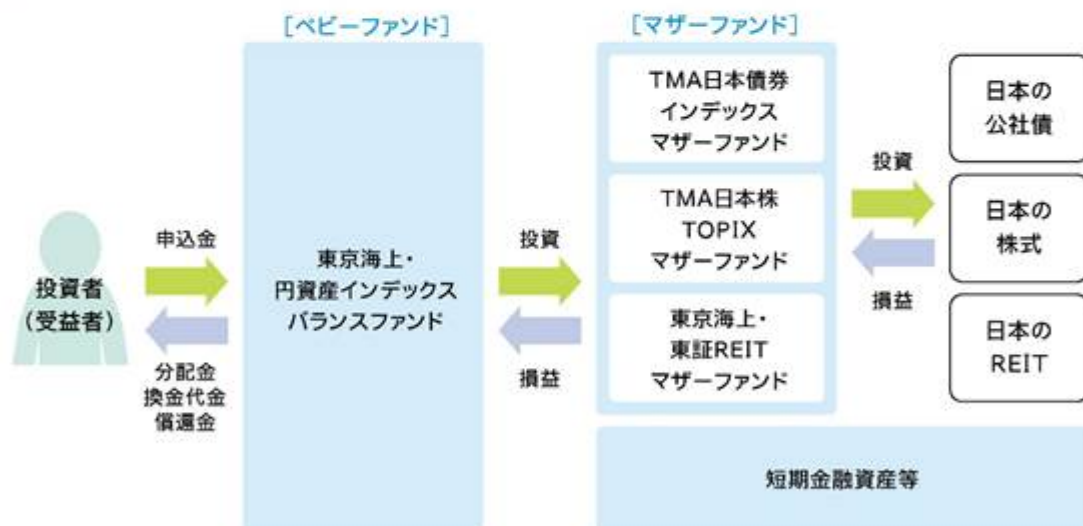 [ベビーファンド]
[マザーファンド]
投資者
(受益者)
申込金
分配金
換金代金
償還金
東京海上・
円資産インデックス
バランスファンド
投資
損益
TMA日本債券
インデックス
マザーファンド
TMA日本株
TOPIX
マザーファンド
東京海上・
東証REIT
マザーファンド
投資
損益
日本の
公社債
日本の
株式
日本の
REIT
短期金融資産等